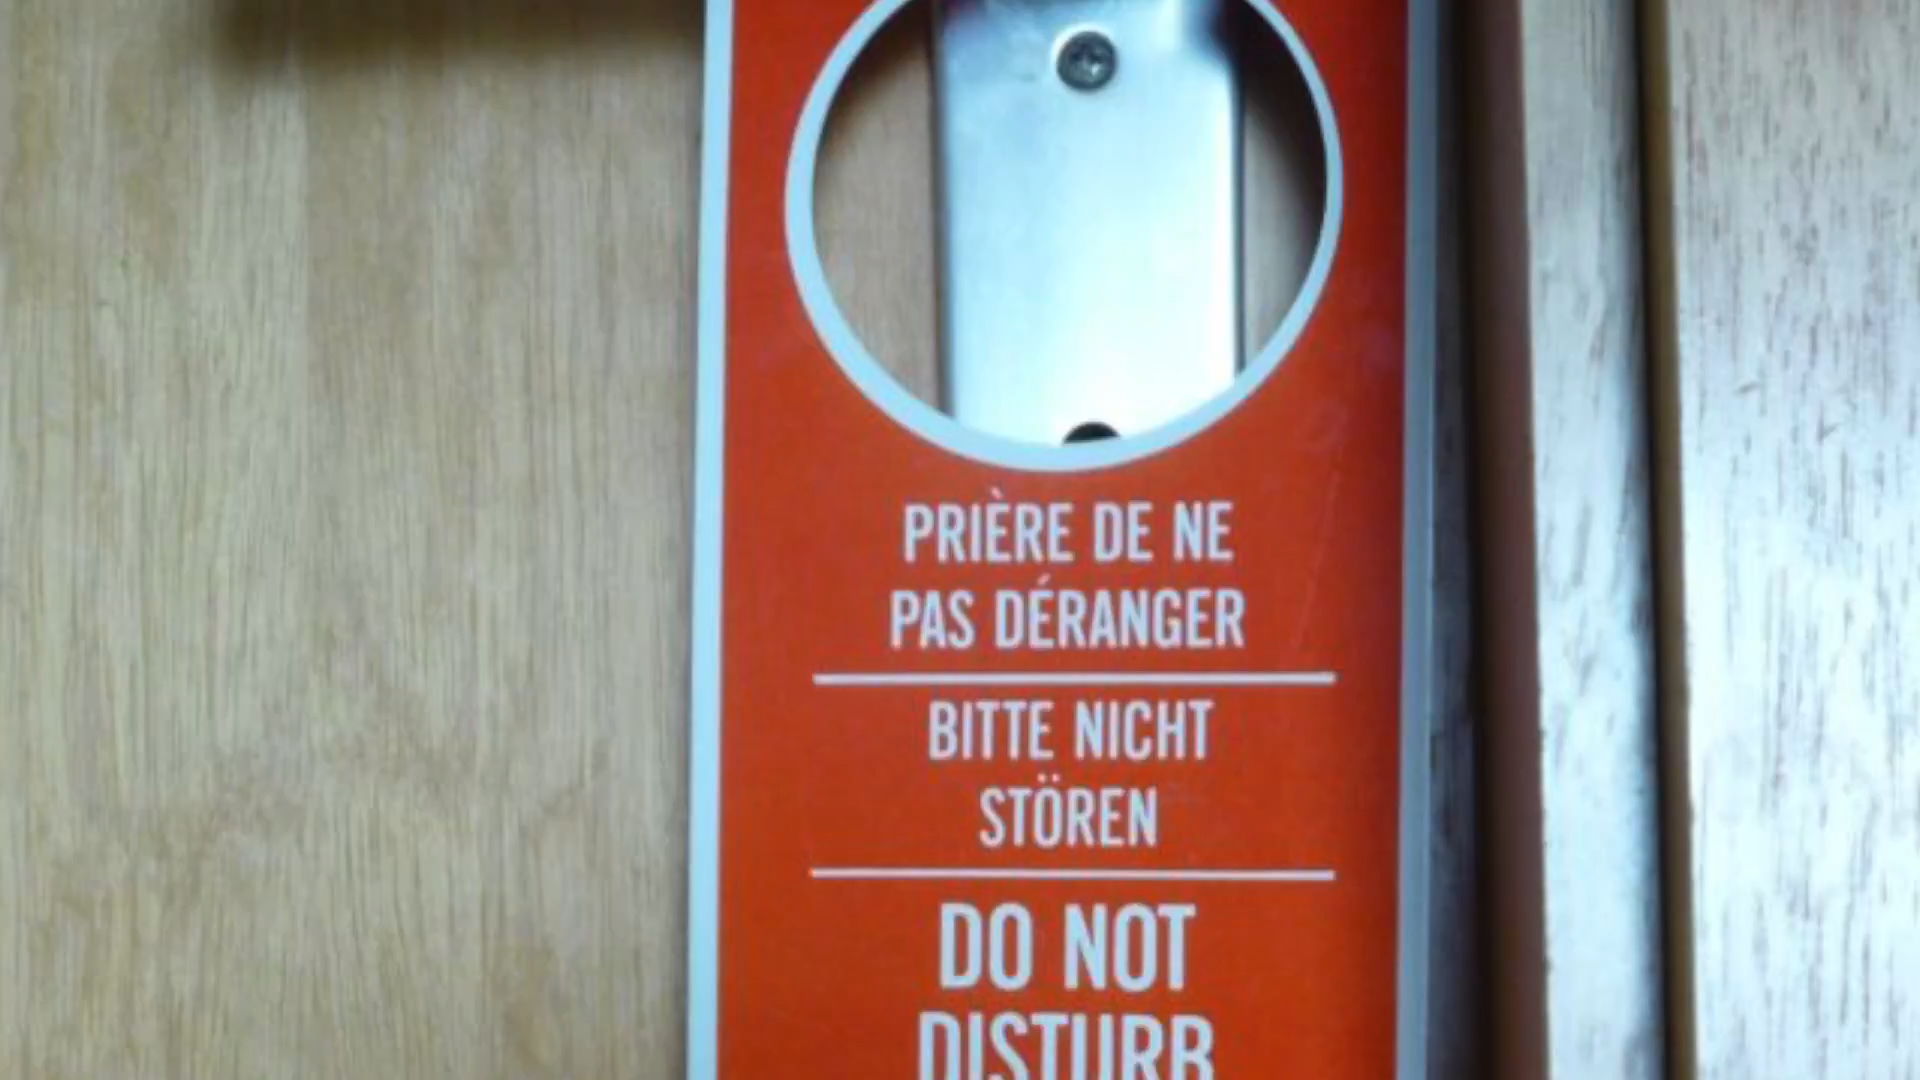 PRIÈRE DE NE
PAS DÉRANGER
BITTE NICHT
STÖREN
DO NOT
DISTURB